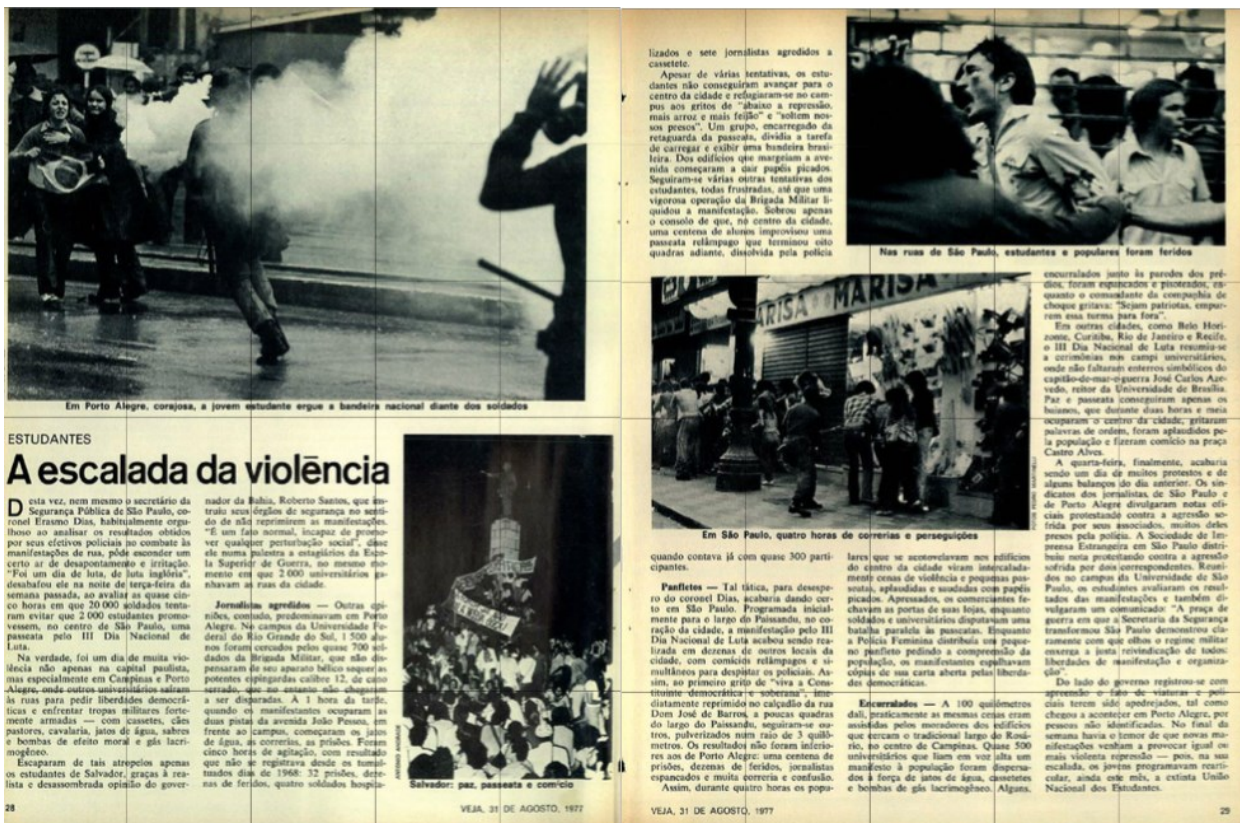 Em Porto Alegre, corajosa, a jovem estudante ergue a bandeira nacional diante dos soldados
ESTUDANTES
A escalada da violência
Desta vez, nem mesmo o secretário da
Segurança Pública de São Paulo, co-
ronel Erasmo Dias, habitualmente orgu-
lhoso ao analisar os resultados obtidos
por seus efetivos policiais no combate às
manifestações de rua, pôde esconder um
certo ar de desapontamento e irritação.
"Foi um dia de luta, de luta inglória",
desabafou ele na noite de terça-feira da
semana passada, ao avaliar as quase cin-
co horas em que 20 000 soldados tenta-
ram evitar que 2 000 estudantes promo-
vessem, no centro de São Paulo, uma
passeata pelo III Dia Nacional de
Luta.
Na verdade, foi um dia de muita vio-
lência não apenas na capital paulista,
mas especialmente em Campinas e Porto
Alegre, onde outros universitários saíram
às ruas para pedir liberdades democrá-
ticas e enfrentar tropas militares forte-
mente armadas — com cassetes, cães
pastores, cavalaria, jatos de água, sabres
e bombas de efeito moral e gás lacri-
mogêneo.
Escaparam de tais atropelos apenas
os estudantes de Salvador, graças à rea-
lista e desassombrada opinião do gover-
nador da Bahia, Roberto Santos, que ins-
truiu seus órgãos de segurança no senti-
do de não reprimirem as manifestações.
"É um fato normal, incapaz de promo-
ver qualquer perturbação social", disse
ele numa palestra a estagiários da Esco-
la Superior de Guerra, no mesmo mo-
mento em que 2 000 universitários ga-
nhavam as ruas da cidade.
Jornalistas agredidos — Outras opi-
niões, contudo, predominavam em Porto
Alegre. No campus da Universidade Fe-
deral do Rio Grande do Sul, 1 500 alu-
nos foram cercados pelos quase 700 sol-
dados da Brigada Militar, que não dis-
pensaram em seu aparato bélico sequer as
potentes espingardas calibre 12, de cano
serrado, que no entanto não chegaram
a ser disparadas. À 1 hora da tarde,
quando os manifestantes ocuparam as
duas pistas da avenida João Pessoa, em
frente ao campus, começaram os jatos
de água, as correrias, as prisões. Foram
cinco horas de agitação, com resultado
que não se registrava desde os tumul-
tuados dias de 1968: 32 prisões, deze-
nas de feridos, quatro soldados hospita-
ANTONIO ANDRADE
Salvador: paz, passeata e comício
28
VEJA, 31 DE AGOSTO, 1977
lizados e sete jornalistas agredidos a
cassetete.
Apesar de várias tentativas, os estu-
dantes não conseguiram avançar para o
centro da cidade e refugiaram-se no cam-
pus aos gritos de "abaixo a repressão,
mais arroz e mais feijão" e "soltem nos-
sos presos". Um grupo, encarregado da
retaguarda da passeata, dividia a tarefa
de carregar e exibir uma bandeira brasi-
leira. Dos edifícios que margeiam a ave-
nida começaram a cair papéis picados.
Seguiram-se várias outras tentativas dos
estudantes, todas frustradas, até que uma
vigorosa operação da Brigada Militar li-
quidou a manifestação. Sobrou apenas
o consolo de que, no centro da cidade,
uma centena de alunos improvisou uma
passeata relâmpago que terminou oito
quadras adiante, dissolvida pela polícia
Nas ruas de São Paulo, estudantes e populares foram feridos
MARISA MARISA
Em São Paulo, quatro horas de correrias e perseguições
quando contava já com quase 300 parti-
cipantes.
Panfletos — Tal tática, para desespe-
ro do coronel Dias, acabaria dando cer-
to em São Paulo. Programada inicial-
mente para o largo do Paissandu, no co-
ração da cidade, a manifestação pelo III
Dia Nacional de Luta acabou sendo rea-
lizada em dezenas de outros locais da
cidade, com comícios relâmpagos e si-
multâneos para despistar os policiais. As-
sim, ao primeiro grito de "viva a Cons-
tituinte democrática e soberana", ime-
diatamente reprimido no calçadão da rua
Dom José de Barros, a poucas quadras
do largo do Paissandu, seguiram-se ou-
tros, pulverizados num raio de 3 quilô-
metros. Os resultados não foram inferio-
res aos de Porto Alegre: uma centena de
prisões, dezenas de feridos, jornalistas
espancados e muita correria e confusão.
Assim, durante quatro horas os popu-
lares que se acotovelavam nos edifícios
do centro da cidade viram intercalada-
mente cenas de violência e pequenas pas-
seatas, aplaudidas e saudadas com papéis
picados. Apressados, os comerciantes fe-
chavam as portas de suas lojas, enquanto
soldados e universitários disputavam uma
batalha paralela às passeatas. Enquanto
a Polícia Feminina distribuía um peque-
no panfleto pedindo a compreensão da
população, os manifestantes espalhavam
cópias de sua carta aberta pelas liberda-
des democráticas.
Encurralados — A 100 quilômetros
dali, praticamente as mesmas cenas eram
assistidas pelos moradores dos edifícios
que cercam o tradicional largo do Rosá-
rio, no centro de Campinas. Quase 500
universitários que liam em voz alta um
manifesto à população foram dispersa-
dos à força de jatos de água, cassetetes
e bombas de gás lacrimogêneo. Alguns,
encurralados junto às paredes dos pré-
dios, foram espancados e pisoteados, en-
quanto o comandante da companhia de
choque gritava: "Sejam patriotas, empur-
rem essa turma para fora".
Em outras cidades, como Belo Hori-
zonte, Curitiba, Rio de Janeiro e Recife,
o III Dia Nacional de Luta resumiu-se
a cerimônias nos campi universitários,
onde não faltaram enterros simbólicos do
capitão-de-mar-e-guerra José Carlos Aze-
vedo, reitor da Universidade de Brasília.
Paz e passeata conseguiram apenas os
baianos, que durante duas horas e meia
ocuparam o centro da cidade, gritaram
palavras de ordem, foram aplaudidos pe-
la população e fizeram comício na praça
Castro Alves.
A quarta-feira, finalmente, acabaria
sendo um dia de muitos protestos e de
alguns balanços do dia anterior. Os sin-
dicatos dos jornalistas, de São Paulo e
de Porto Alegre divulgaram notas ofi-
ciais protestando contra a agressão so-
frida por seus associados, muitos deles
presos pela polícia. A Sociedade de Im-
prensa Estrangeira em São Paulo distri-
buiu nota protestando contra a agressão
sofrida por dois correspondentes. Reuni-
dos no campus da Universidade de São
Paulo, os estudantes avaliaram os resul-
tados das manifestações e também di-
vulgaram um comunicado: "A praça de
guerra em que a Secretaria da Segurança
transformou São Paulo demonstrou cla-
ramente com que olhos o regime militar
enxerga a justa reivindicação de todos:
liberdades de manifestação e organiza-
ção".
Do lado do governo registrou-se com
apreensão o fato de viaturas e poli-
ciais terem sido apedrejados, tal como
chegou a acontecer em Porto Alegre, por
pessoas não identificadas. No final da
semana havia o temor de que novas ma-
nifestações venham a provocar igual ou
mais violenta repressão — pois, na sua
escalada, os jovens programavam rearti-
cular, ainda este mês, a extinta União
Nacional dos Estudantes.
VEJA, 31 DE AGOSTO, 1977
29